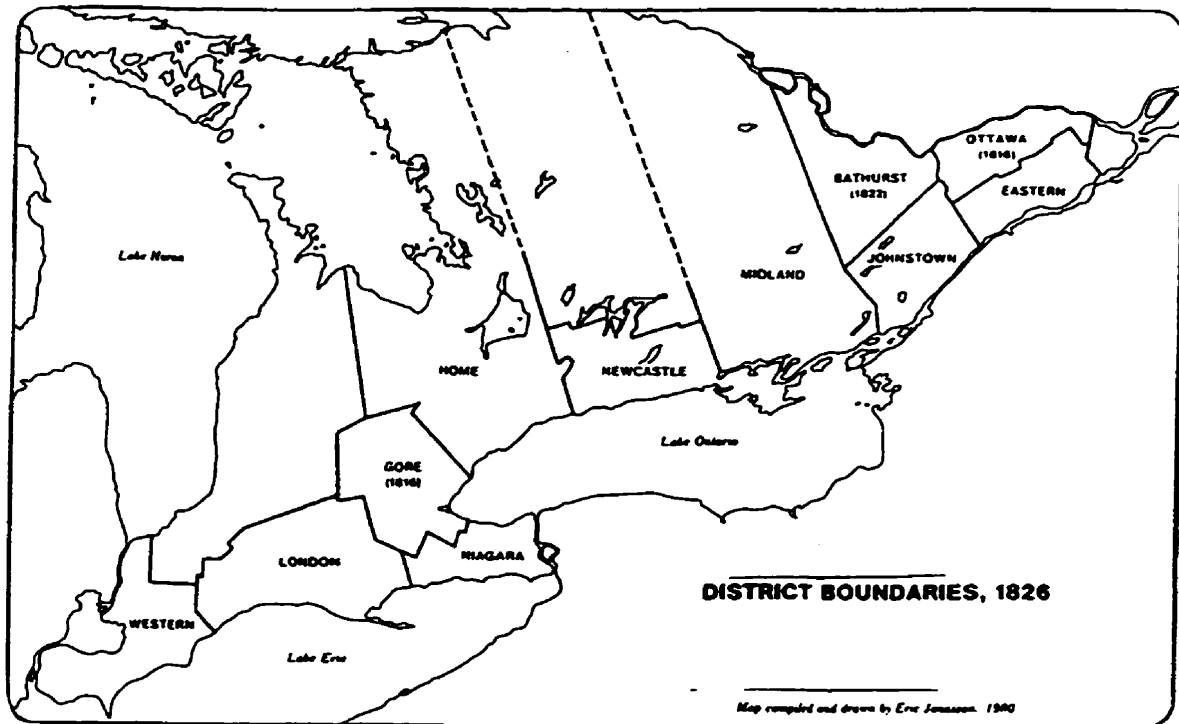 OTTAWA
(1816)
BATHURST
(1822)
EASTERN
Lake Huron
JOHNSTOWN
MIDLAND
HOME
NEWCASTLE
Lake Ontario
GORE
(1816)
NIAGARA
LONDON
DISTRICT BOUNDARIES, 1826
WESTERN
Lake Erie
Map compiled and drawn by Eric Jonasson. 1980